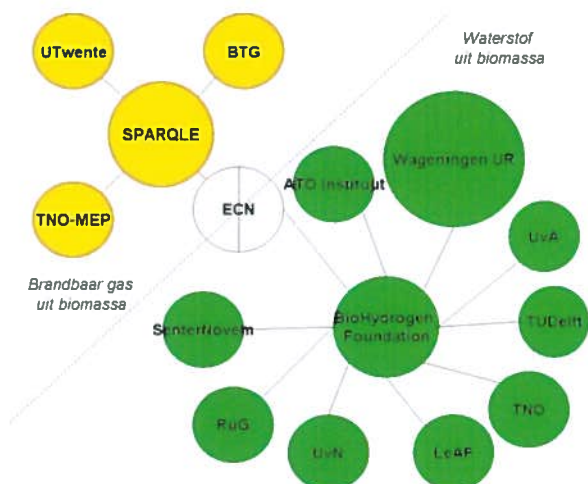 UTwente
BTG
Waterstof
uit biomassa
SPARQLE
ATO Instituut
Wageningen UR
TNO-MEP
ECN
UvA
Brandbaar gas
uit biomassa
SenterNovem
BioHydrogen
Foundation
TUDelft
RuG
UvN
LeAF
TNO